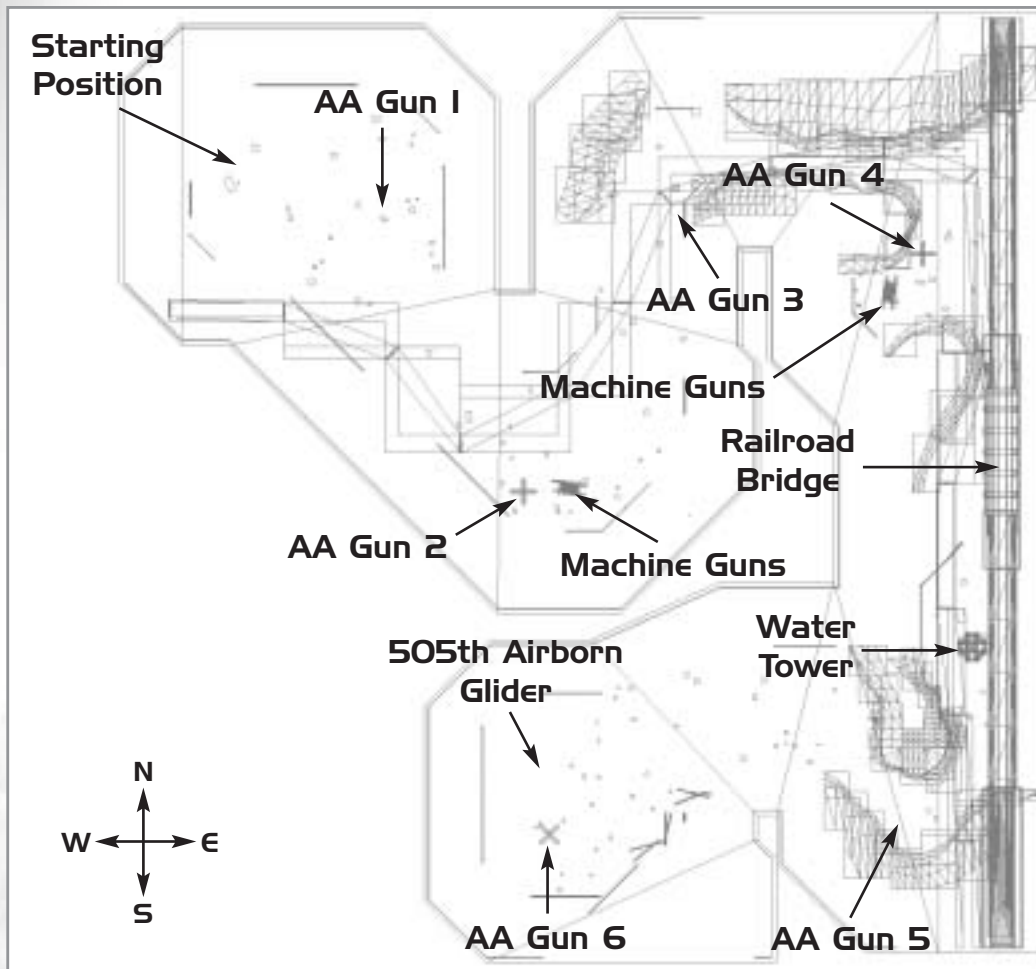 Starting
Position
AA Gun 1
AA Gun 4
AA Gun 3
Machine Guns
Railroad
Bridge
AA Gun 2
Machine Guns
Water
Tower
505th Airborn
Glider
N
W
E
S
AA Gun 6
AA Gun 5